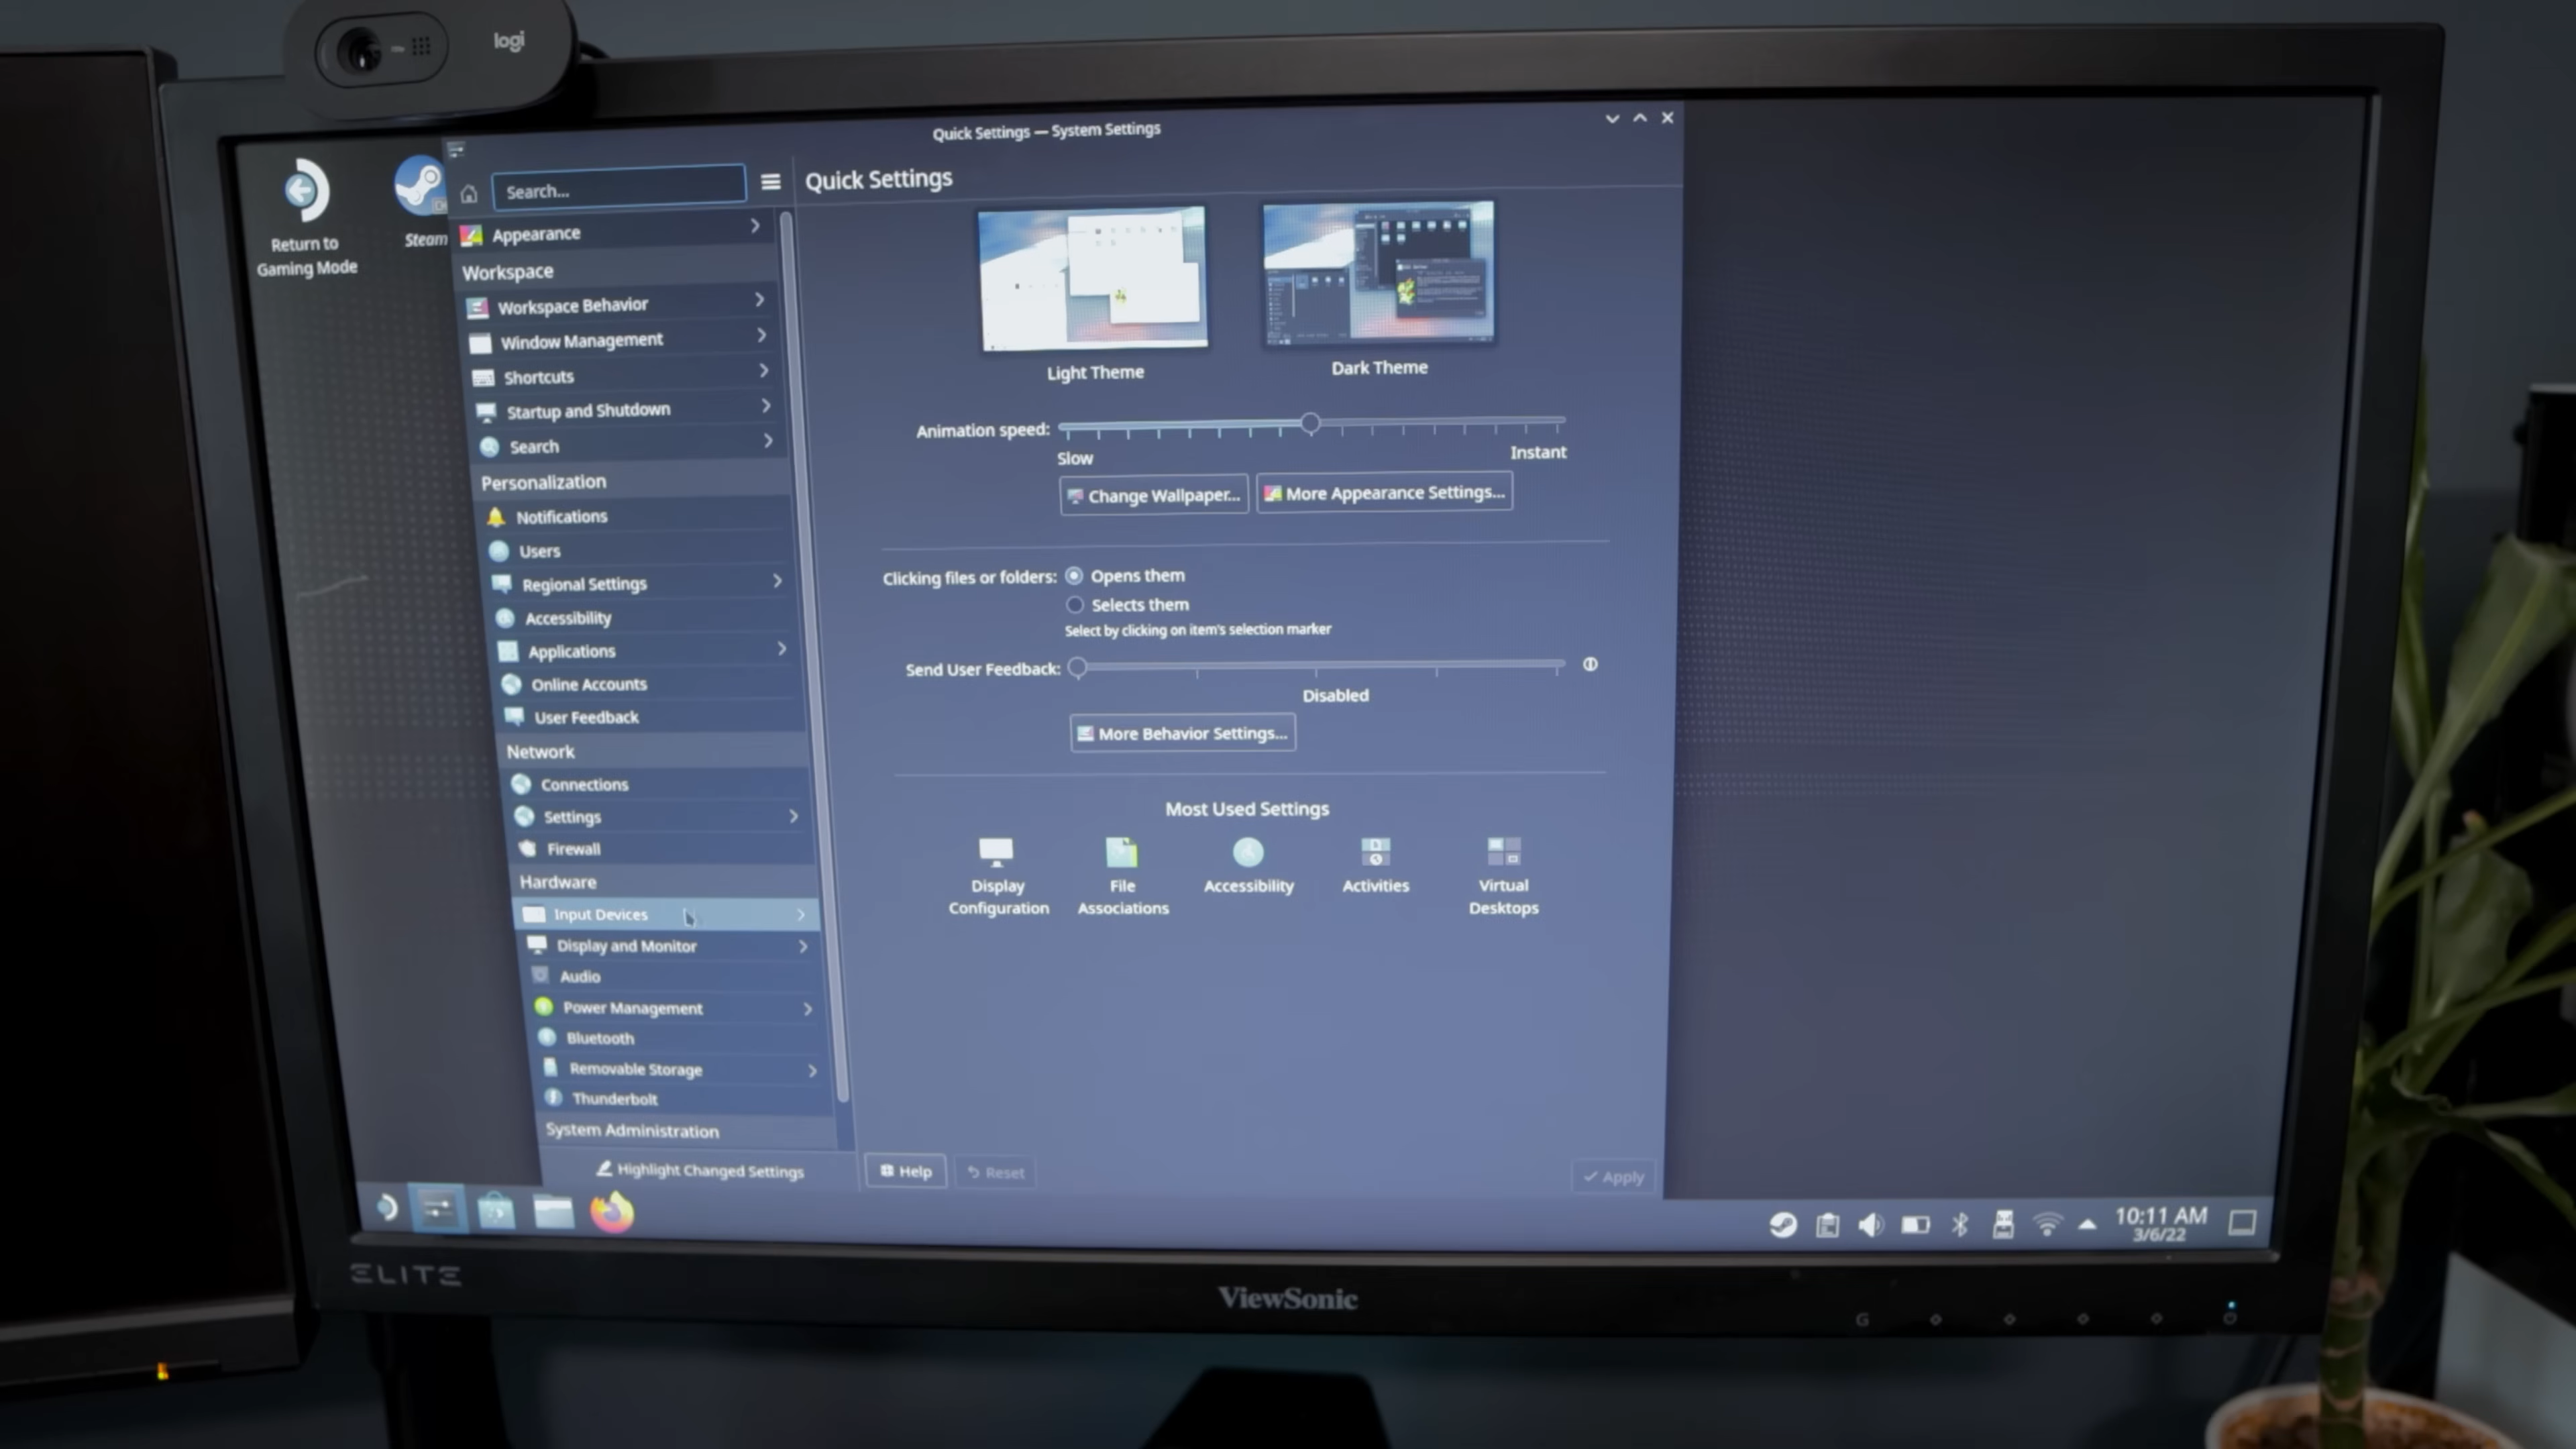 logi
Quick Settings — System Settings
Return to
Gaming Mode
Steam
Search...
Quick Settings
Appearance
Workspace
Workspace Behavior
Window Management
Shortcuts
Startup and Shutdown
Search
Personalization
Notifications
Users
Regional Settings
Accessibility
Applications
Online Accounts
User Feedback
Network
Connections
Settings
Firewall
Hardware
Input Devices
Display and Monitor
Audio
Power Management
Bluetooth
Removable Storage
Thunderbolt
System Administration
Highlight Changed Settings
Light Theme
Dark Theme
Animation speed:
Slow
Instant
Change Wallpaper...
More Appearance Settings...
Clicking files or folders:
Opens them
Selects them
Select by clicking on item's selection marker
Send User Feedback:
Disabled
More Behavior Settings...
Most Used Settings
Display
Configuration
File
Associations
Accessibility
Activities
Virtual
Desktops
Help
Reset
Apply
10:11 AM
3/6/22
ELITE
ViewSonic
G